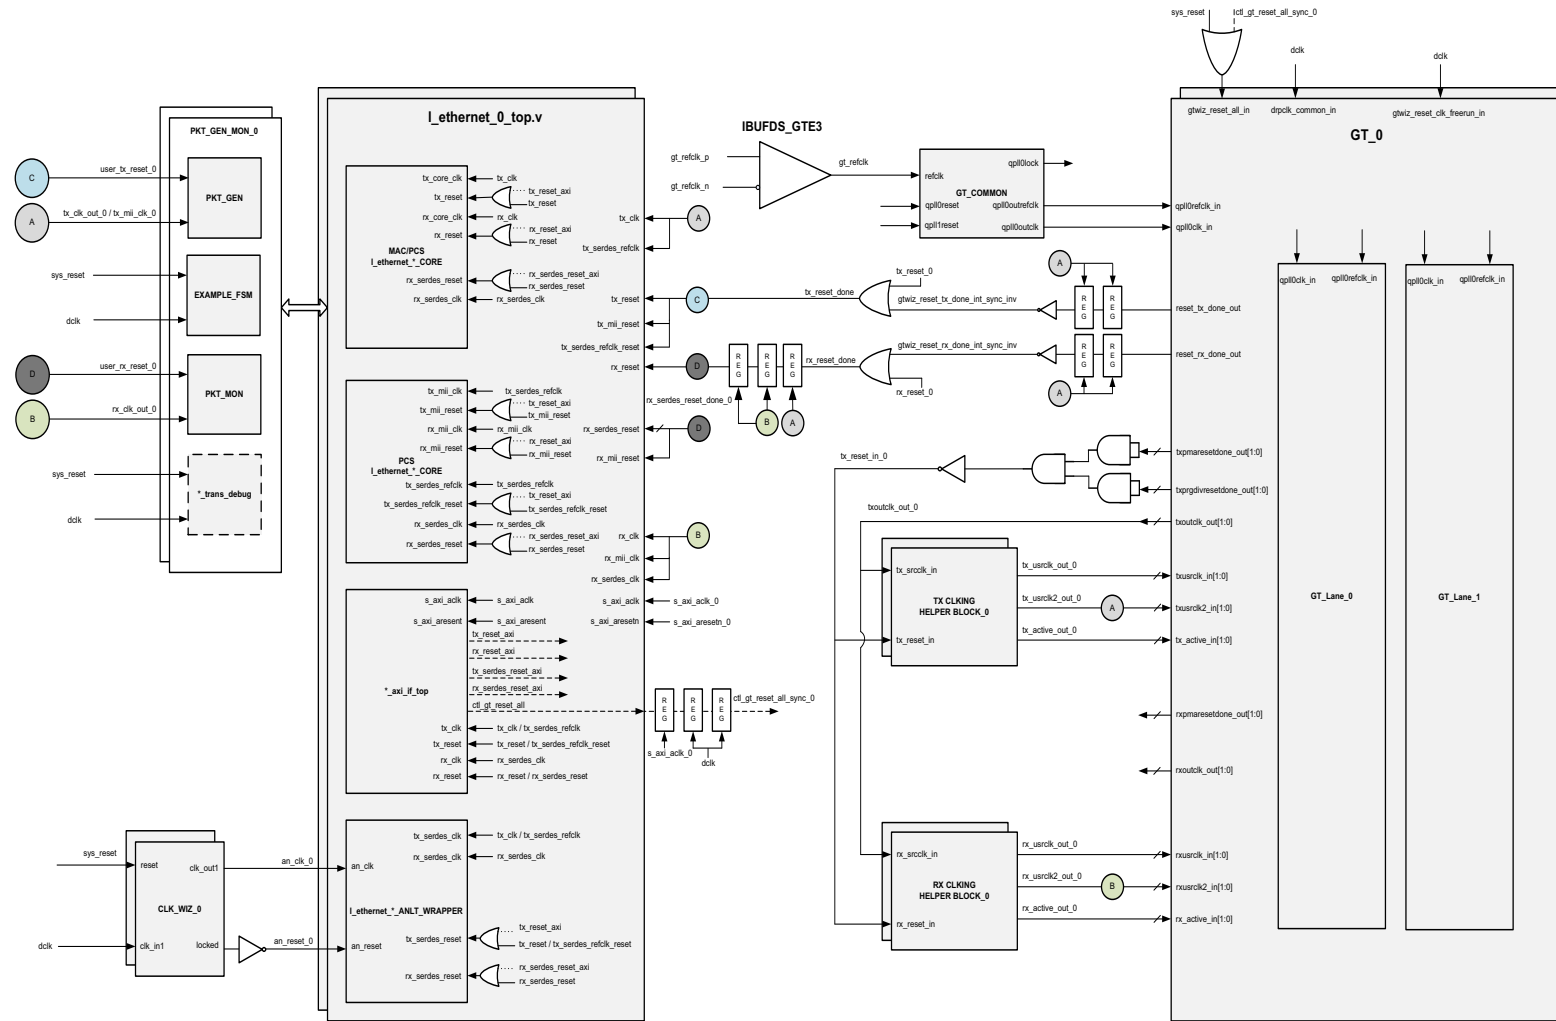 sys_reset
ctl_gt_reset_all_sync_0
dclk
dclk
gtwiz_reset_all_in
drpclk_common_in
gtwiz_reset_clk_freerun_in
GT_0
PKT_GEN_MON_0
C
user_tx_reset_0
PKT_GEN
A
tx_clk_out_0 / tx_mii_clk_0
sys_reset
EXAMPLE_FSM
dclk
D
user_rx_reset_0
PKT_MON
B
rx_clk_out_0
sys_reset
*_trans_debug
dclk
l_ethernet_0_top.v
tx_core_clk
tx_clk
tx_reset
tx_reset_axi
tx_reset
rx_core_clk
rx_clk
rx_reset
rx_reset_axi
rx_reset
MAC/PCS
l_ethernet_*_CORE
rx_serdes_reset
rx_serdes_reset_axi
rx_serdes_reset
rx_serdes_clk
rx_serdes_clk
tx_mii_clk
tx_serdes_refclk
tx_mii_reset
tx_reset_axi
tx_mii_reset
rx_mii_clk
rx_mii_clk
rx_mii_reset
rx_reset_axi
rx_mii_reset
PCS
l_ethernet_*_CORE
tx_serdes_refclk
tx_serdes_refclk
tx_serdes_refclk_reset
tx_reset_axi
tx_serdes_refclk_reset
rx_serdes_clk
rx_serdes_clk
rx_serdes_reset
rx_serdes_reset_axi
rx_serdes_reset
s_axi_aclk
s_axi_aclk
s_axi_aresent
s_axi_aresent
tx_reset_axi
rx_reset_axi
tx_serdes_reset_axi
rx_serdes_reset_axi
*_axi_if_top
ctl_gt_reset_all
tx_clk
tx_clk / tx_serdes_refclk
tx_reset
tx_reset / tx_serdes_refclk_reset
rx_clk
rx_serdes_clk
rx_reset
rx_reset / rx_serdes_reset
tx_serdes_clk
tx_clk / tx_serdes_refclk
rx_serdes_clk
rx_serdes_clk
an_clk
l_ethernet_*_ANLT_WRAPPER
tx_serdes_reset
tx_reset_axi
tx_reset / tx_serdes_refclk_reset
an_reset
rx_serdes_reset
rx_serdes_reset_axi
rx_serdes_reset
sys_reset
reset
clk_out1
an_clk_0
CLK_WIZ_0
dclk
clk_in1
locked
an_reset_0
tx_clk
A
tx_serdes_refclk
tx_reset
C
tx_mii_reset
tx_serdes_refclk_reset
rx_reset
D
rx_serdes_reset
D
rx_mii_reset
rx_clk
B
rx_mii_clk
rx_serdes_clk
s_axi_aclk
s_axi_aclk_0
s_axi_aresetn
s_axi_aresetn_0
REG
REG
REG
ctl_gt_reset_all_sync_0
s_axi_aclk_0
dclk
IBUFDS_GTE3
gt_refclk_p
gt_refclk_n
gt_refclk
refclk
qpll0lock
GT_COMMON
qpll0reset
qpll0outrefclk
qpll1reset
qpll0outclk
qpll0refclk_in
qpll0clk_in
tx_reset_done
tx_reset_0
gtwiz_reset_tx_done_int_sync_inv
A
REG
REG
reset_tx_done_out
REG
REG
REG
rx_reset_done
gtwiz_reset_rx_done_int_sync_inv
rx_reset_0
REG
REG
A
reset_rx_done_out
rx_serdes_reset_done_0
B
A
tx_reset_in_0
txpmaresetdone_out[1:0]
txprgdivresetdone_out[1:0]
txoutclk_out_0
txoutclk_out[1:0]
tx_srcclk_in
tx_usrclk_out_0
txusrclk_in[1:0]
TX CLKING
HELPER BLOCK_0
tx_usrclk2_out_0
A
txusrclk2_in[1:0]
tx_reset_in
tx_active_out_0
tx_active_in[1:0]
rxpmaresetdone_out[1:0]
rxoutclk_out[1:0]
rx_srcclk_in
rx_usrclk_out_0
rxusrclk_in[1:0]
RX CLKING
HELPER BLOCK_0
rx_usrclk2_out_0
B
rxusrclk2_in[1:0]
rx_reset_in
rx_active_out_0
rx_active_in[1:0]
qpll0clk_in
qpll0refclk_in
GT_Lane_0
qpll0clk_in
qpll0refclk_in
GT_Lane_1